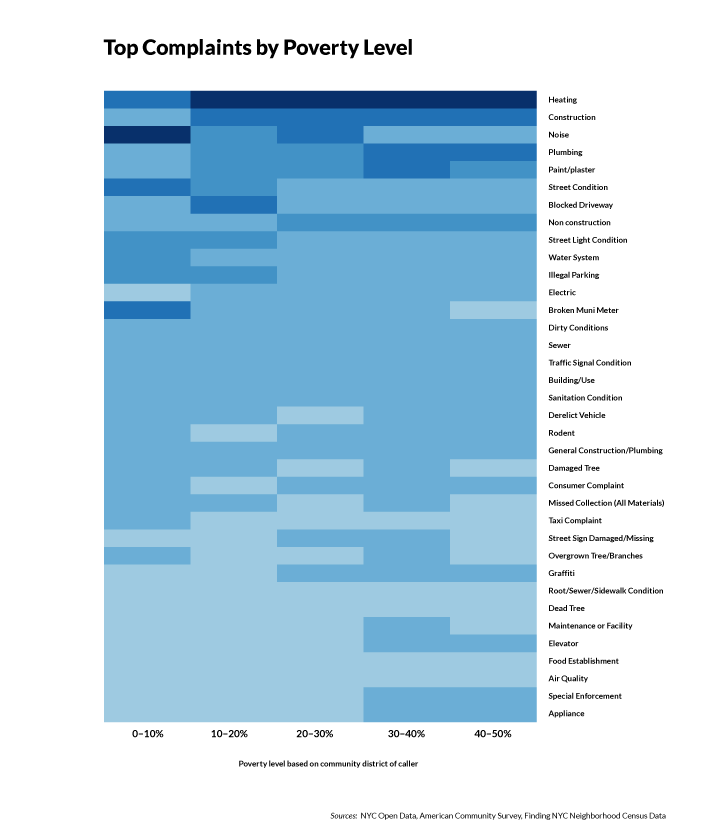 Top Complaints by Poverty Level
Heating
Construction
Noise
Plumbing
Paint/plaster
Street Condition
Blocked Driveway
Non construction
Street Light Condition
Water System
Illegal Parking
Electric
Broken Muni Meter
Dirty Conditions
Sewer
Traffic Signal Condition
Building/Use
Sanitation Condition
Derelict Vehicle
Rodent
General Construction/Plumbing
Damaged Tree
Consumer Complaint
Missed Collection (All Materials)
Taxi Complaint
Street Sign Damaged/Missing
Overgrown Tree/Branches
Graffiti
Root/Sewer/Sidewalk Condition
Dead Tree
Maintenance or Facility
Elevator
Food Establishment
Air Quality
Special Enforcement
Appliance
0–10% 10–20% 20–30% 30–40% 40–50%
Poverty level based on community district of caller
Sources: NYC Open Data, American Community Survey, Finding NYC Neighborhood Census Data